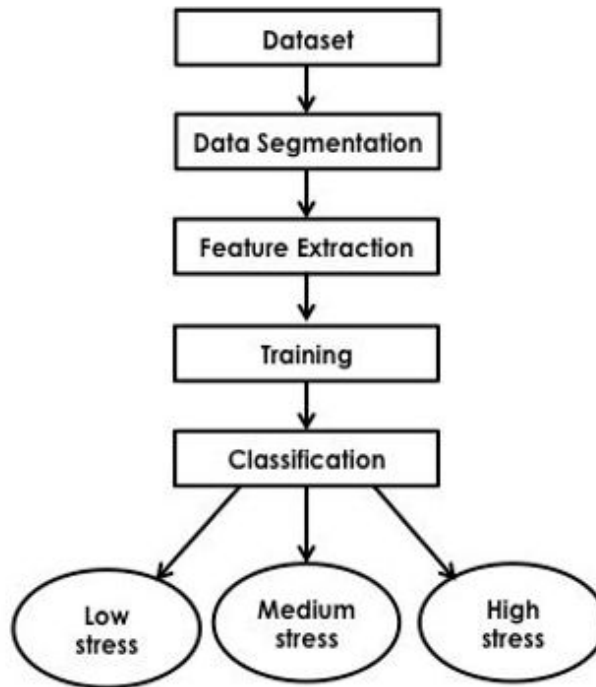 Dataset
Data Segmentation
Feature Extraction
Training
Classification
Low
stress
Medium
stress
High
stress